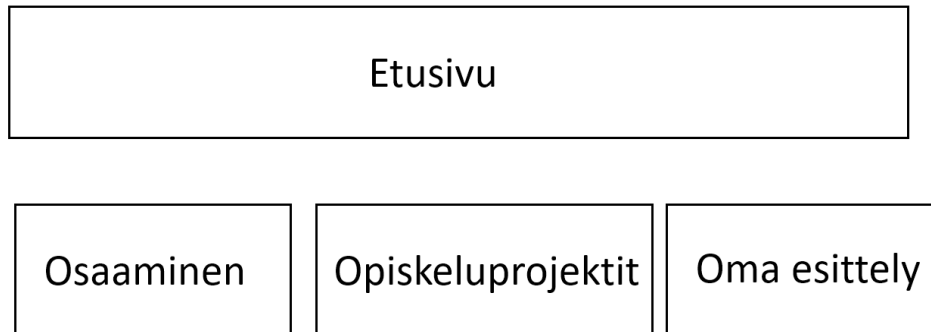 Etusivu
Osaaminen
Opiskeluprojektit
Oma esittely